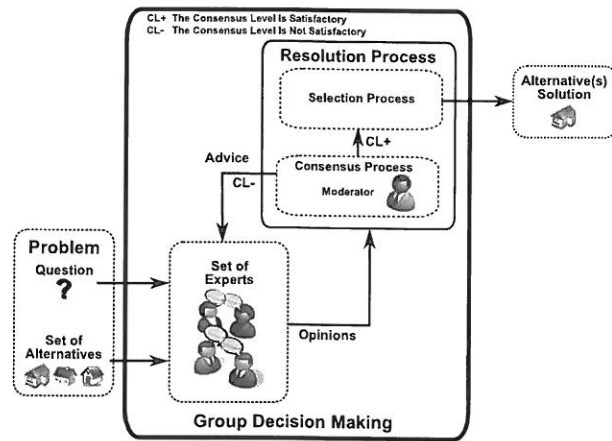 CL+ The Consensus Level Is Satisfactory
CL- The Consensus Level Is Not Satisfactory
Resolution Process
Selection Process
CL+
Consensus Process
Moderator
Alternative(s)
Solution
Advice
CL-
Problem
Question
?
Set of
Alternatives
Set of
Experts
Opinions
Group Decision Making